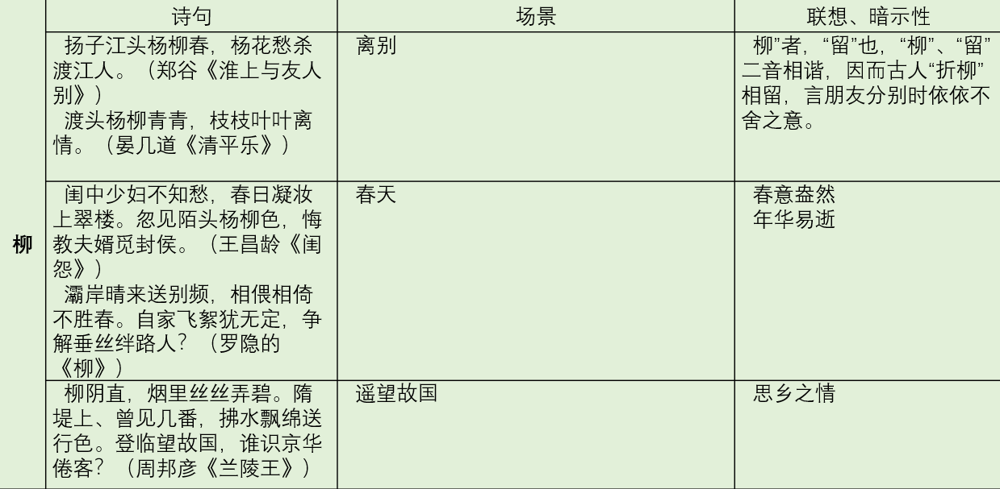 诗句
场景
联想、暗示性
柳
扬子江头杨柳春，杨花愁杀
渡江人。（郑谷《淮上与友人
别》）
渡头杨柳青青，枝枝叶叶离
情。（晏几道《清平乐》）
离别
柳”者，“留”也，“柳”、“留”
二音相谐，因而古人“折柳”
相留，言朋友分别时依依不
舍之意。
闺中少妇不知愁，春日凝妆
上翠楼。忽见陌头杨柳色，悔
教夫婿觅封侯。（王昌龄《闺
怨》）
灞岸晴来送别频，相偎相倚
不胜春。自家飞絮犹无定，争
解垂丝绊路人？（罗隐的
《柳》）
春天
春意盎然
年华易逝
柳阴直，烟里丝丝弄碧。隋
堤上、曾见几番，拂水飘绵送
行色。登临望故国，谁识京华
倦客？（周邦彦《兰陵王》）
遥望故国
思乡之情